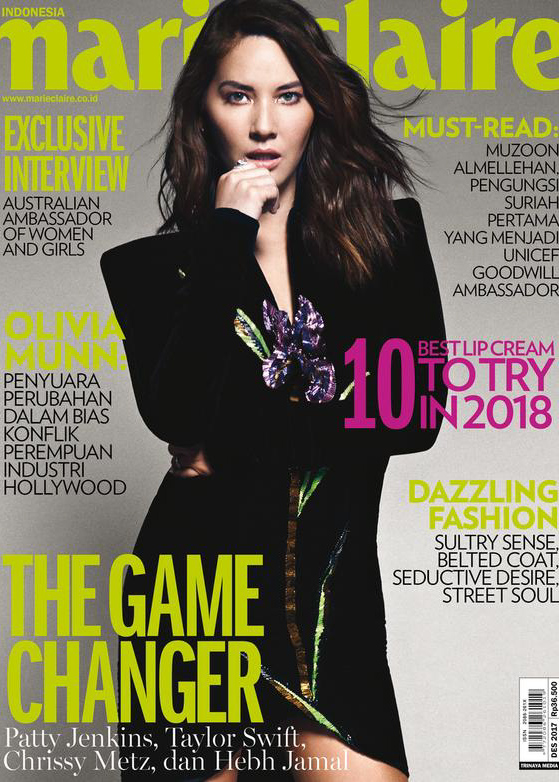 INDONESIA
marie claire
www.marieclaire.co.id
EXCLUSIVE
INTERVIEW
AUSTRALIAN
AMBASSADOR
OF WOMEN
AND GIRLS
MUST-READ:
MUZOON
ALMELLEHAN,
PENGUNGSI
SURIAH
PERTAMA
YANG MENJADI
UNICEF
GOODWILL
AMBASSADOR
OLIVIA
MUNN:
PENYUARA
PERUBAHAN
DALAM BIAS
KONFLIK
PEREMPUAN
INDUSTRI
HOLLYWOOD
10 BEST LIP CREAM
TO TRY
IN 2018
DAZZLING
FASHION
SULTRY SENSE,
BELTED COAT,
SEDUCTIVE DESIRE,
STREET SOUL
THE GAME
CHANGER
Patty Jenkins, Taylor Swift,
Chrissy Metz, dan Hebh Jamal
DES 2017 | Rp36.500
TRINAYA MEDIA